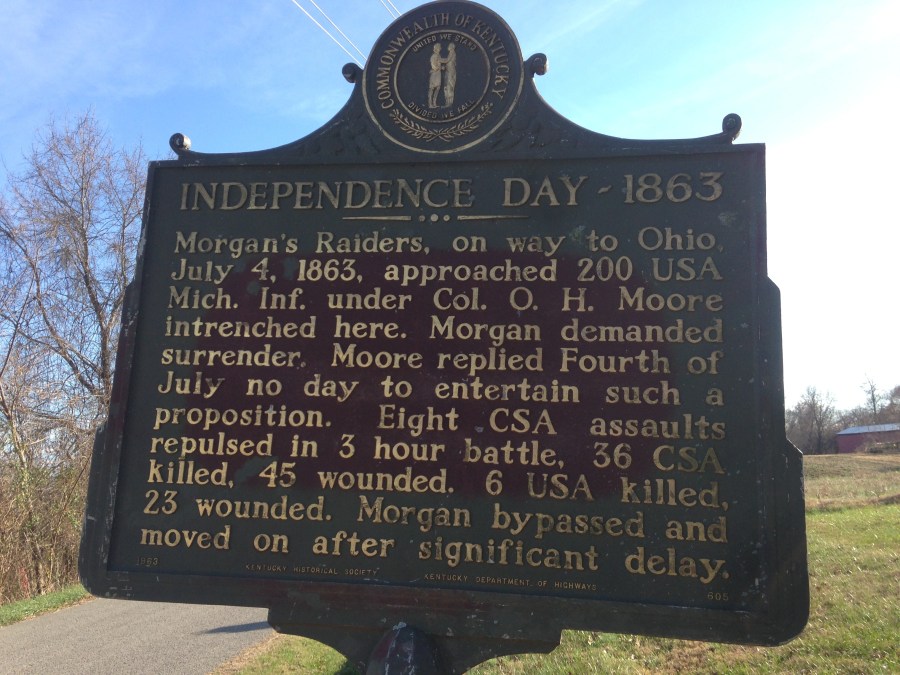 COMMONWEALTH OF KENTUCKY
UNITED WE STAND
DIVIDED WE FALL
INDEPENDENCE DAY - 1863
Morgan's Raiders, on way to Ohio,
July 4, 1863, approached 200 USA
Mich. Inf. under Col. O. H. Moore
intrenched here. Morgan demanded
surrender. Moore replied Fourth of
July no day to entertain such a
proposition. Eight CSA assaults
repulsed in 3 hour battle, 36 CSA
killed, 45 wounded. 6 USA killed,
23 wounded. Morgan bypassed and
moved on after significant delay.
1963 KENTUCKY HISTORICAL SOCIETY KENTUCKY DEPARTMENT OF HIGHWAYS 605